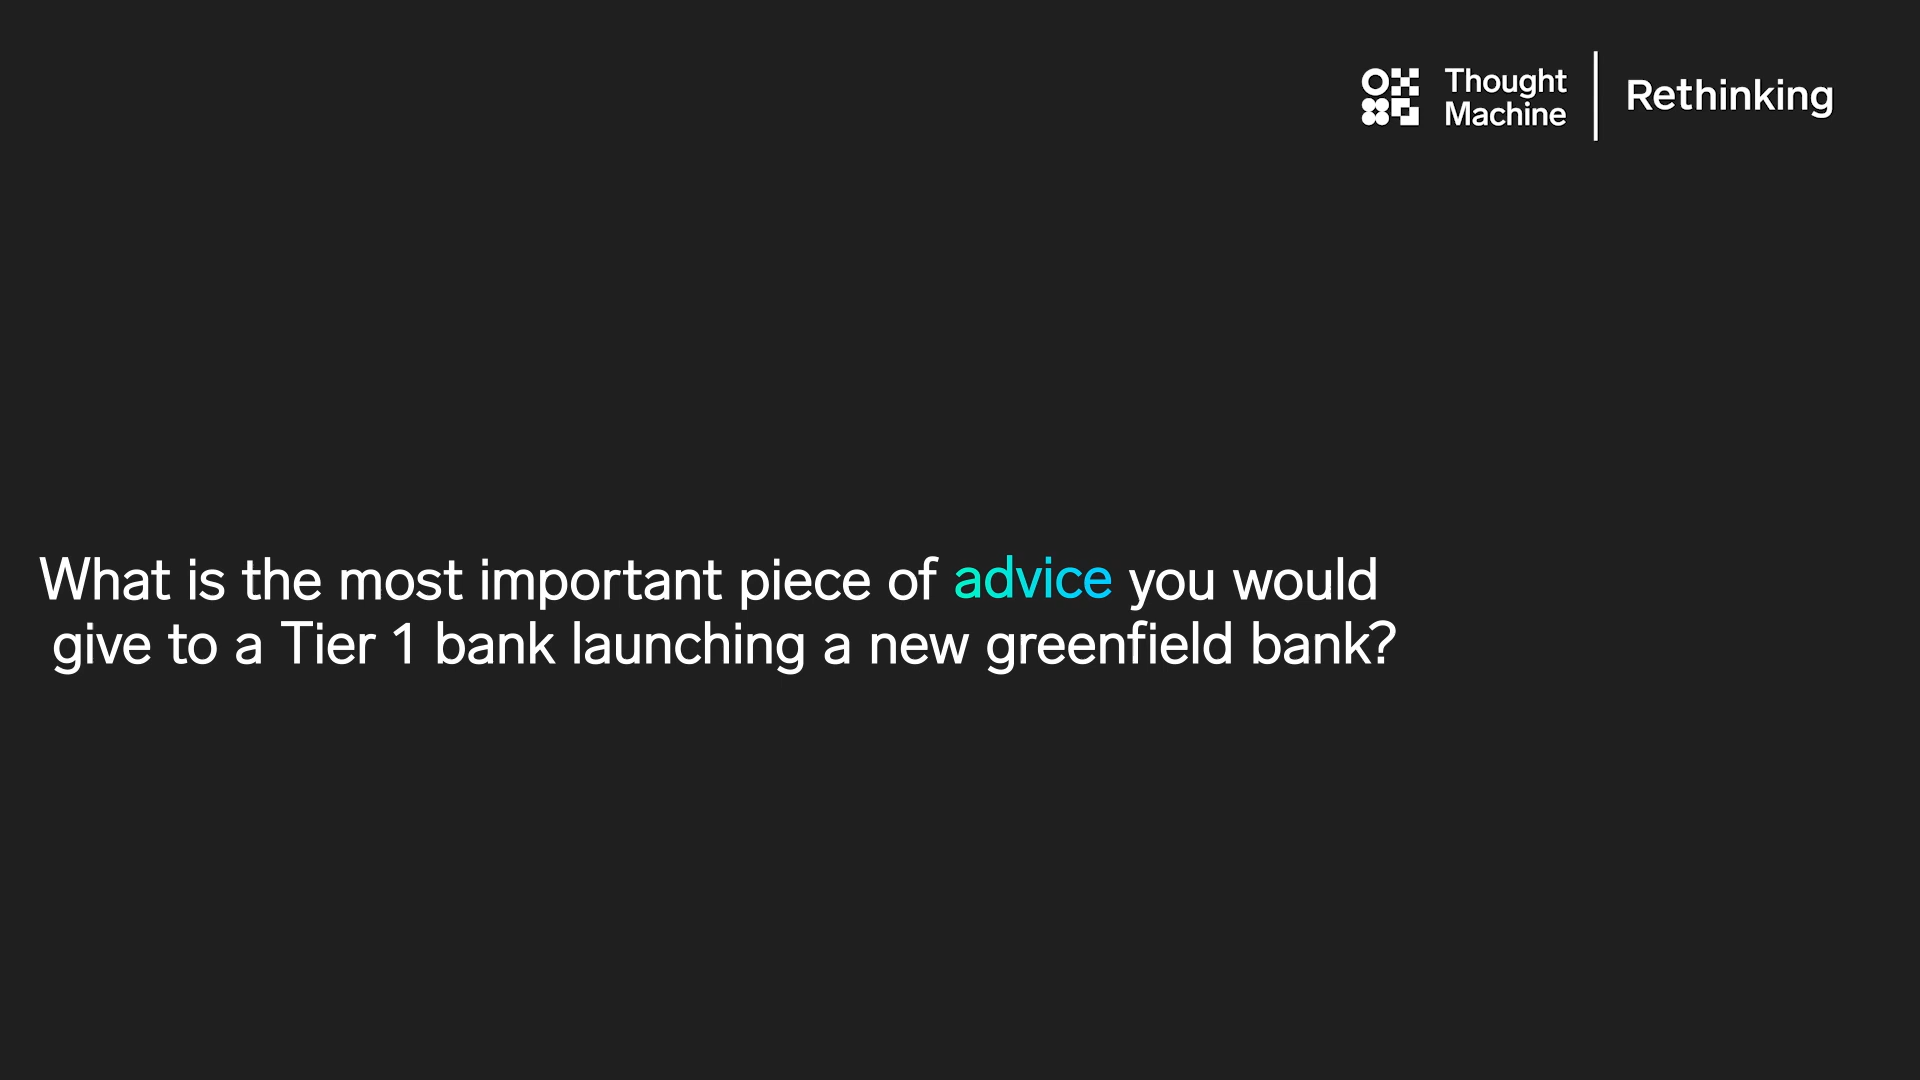 Thought
Machine
Rethinking
What is the most important piece of advice you would
give to a Tier 1 bank launching a new greenfield bank?